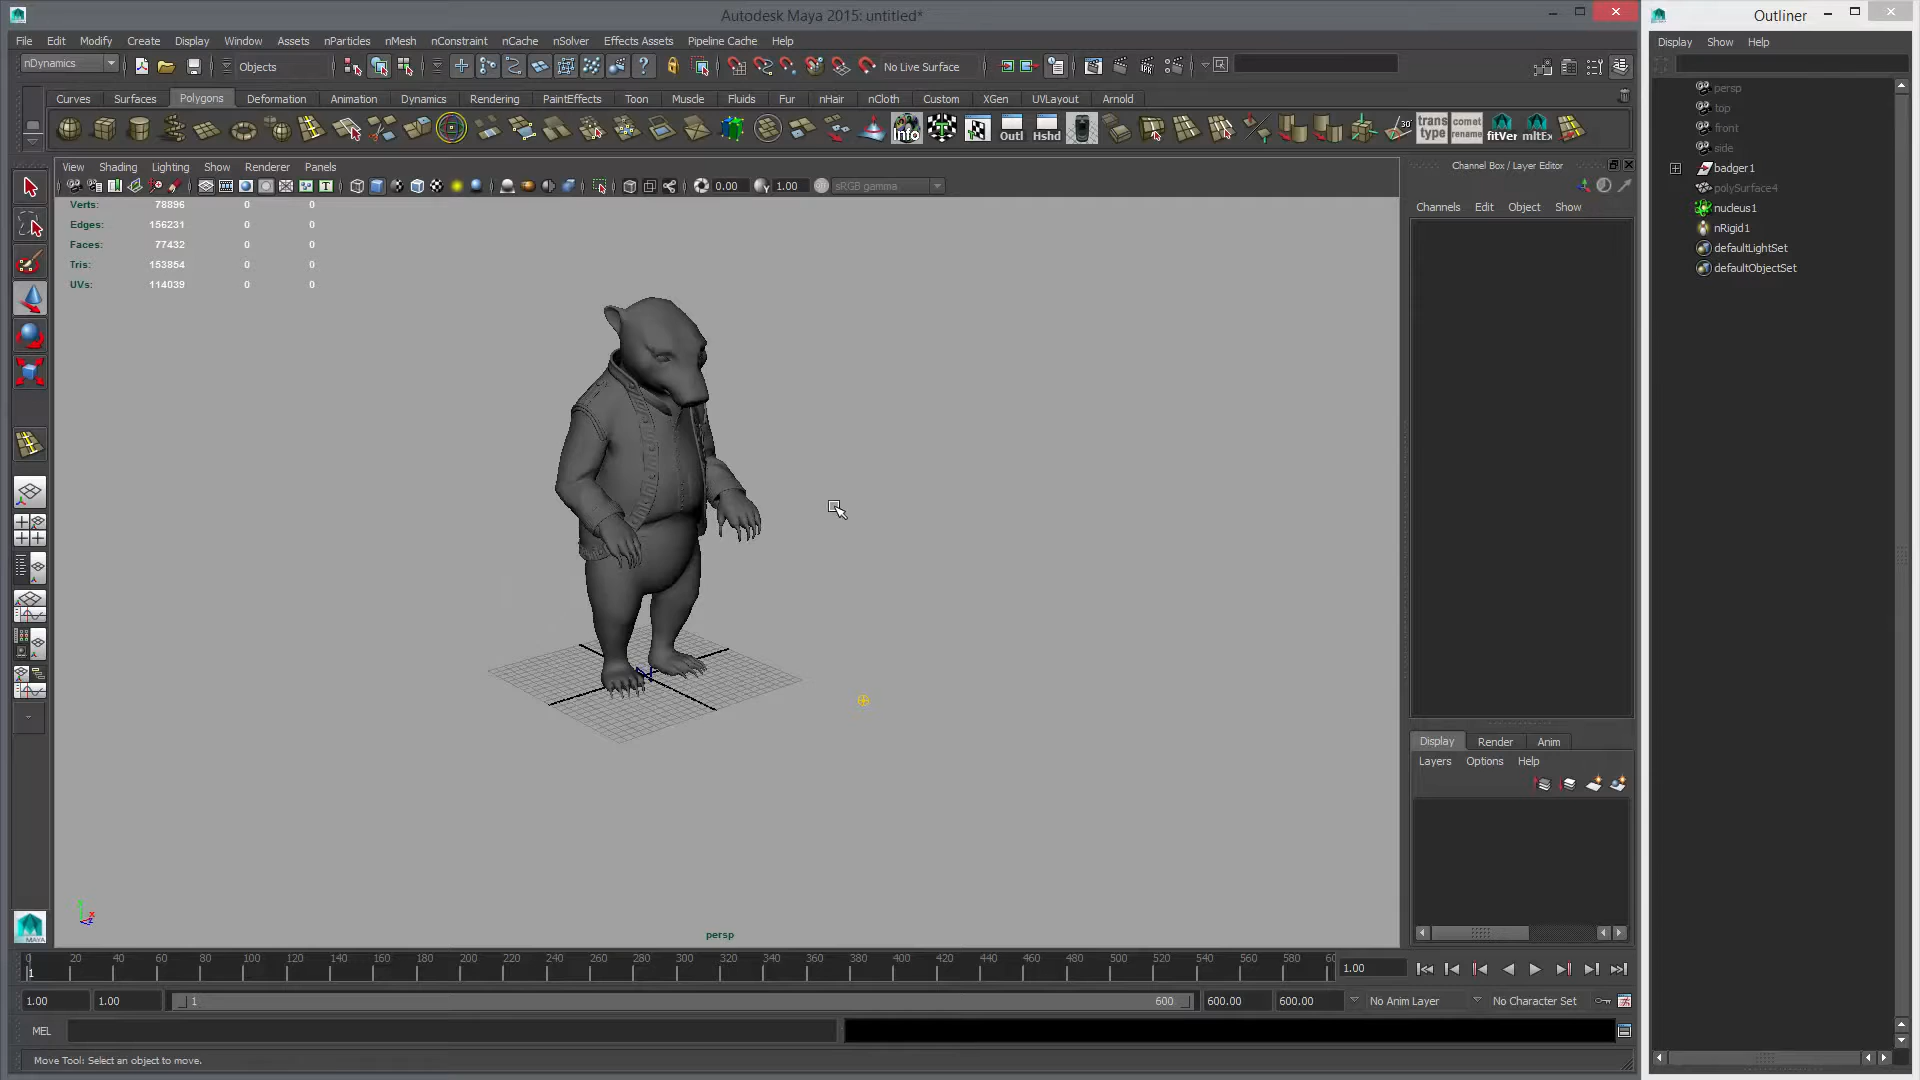 Autodesk Maya 2015: untitled*
File Edit Modify Create Display Window Assets nParticles nMesh nConstraint nCache nSolver Effects Assets Pipeline Cache Help
nDynamics Objects No Live Surface
Curves Surfaces Polygons Deformation Animation Dynamics Rendering PaintEffects Toon Muscle Fluids Fur nHair nCloth Custom XGen UVLayout Arnold
Info Outl Hshd trans type comet rename fitVer mltEx
View Shading Lighting Show Renderer Panels
0.00 1.00 sRGB gamma
Verts: 78896 0 0
Edges: 156231 0 0
Faces: 77432 0 0
Tris: 153854 0 0
UVs: 114039 0 0
persp
Channel Box / Layer Editor
Channels Edit Object Show
Display Render Anim
Layers Options Help
0 20 40 60 80 100 120 140 160 180 200 220 240 260 280 300 320 340 360 380 400 420 440 460 480 500 520 540 560 580 60
1
1.00
1.00 1.00 1 600 600.00 600.00 No Anim Layer No Character Set
MEL
Move Tool: Select an object to move.
MAYA
Outliner
Display Show Help
persp
top
front
side
badger1
polySurface4
nucleus1
nRigid1
defaultLightSet
defaultObjectSet